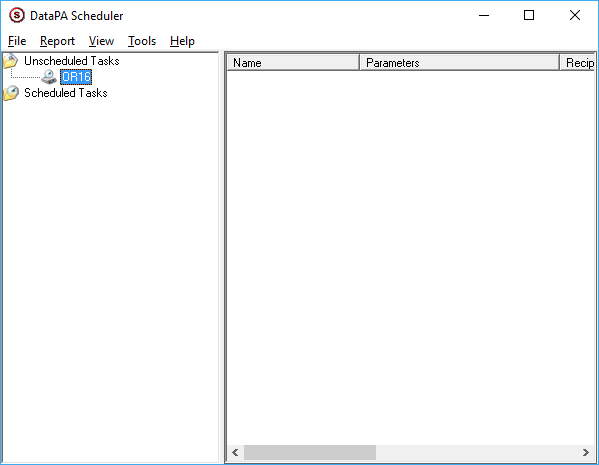 DataPA Scheduler
File Report View Tools Help
Unscheduled Tasks
OR16
Scheduled Tasks
Name Parameters Recip